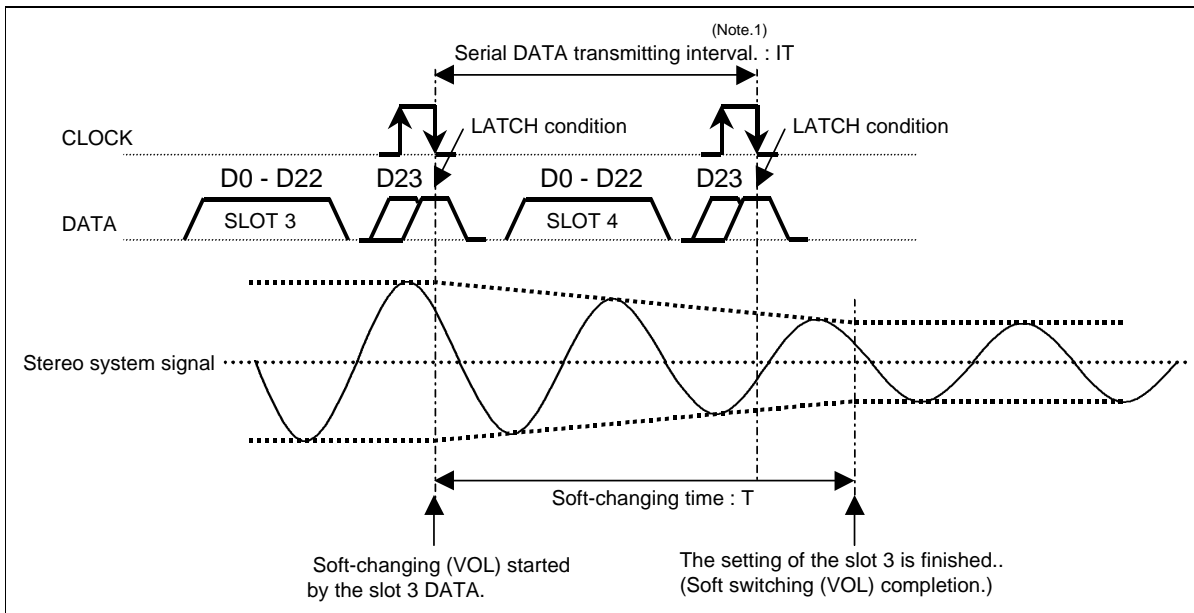 (Note.1)
Serial DATA transmitting interval. : IT
CLOCK
LATCH condition
LATCH condition
D0 - D22
D23
D0 - D22
D23
DATA
SLOT 3
SLOT 4
Stereo system signal
Soft-changing time : T
Soft-changing (VOL) started
by the slot 3 DATA.
The setting of the slot 3 is finished..
(Soft switching (VOL) completion.)